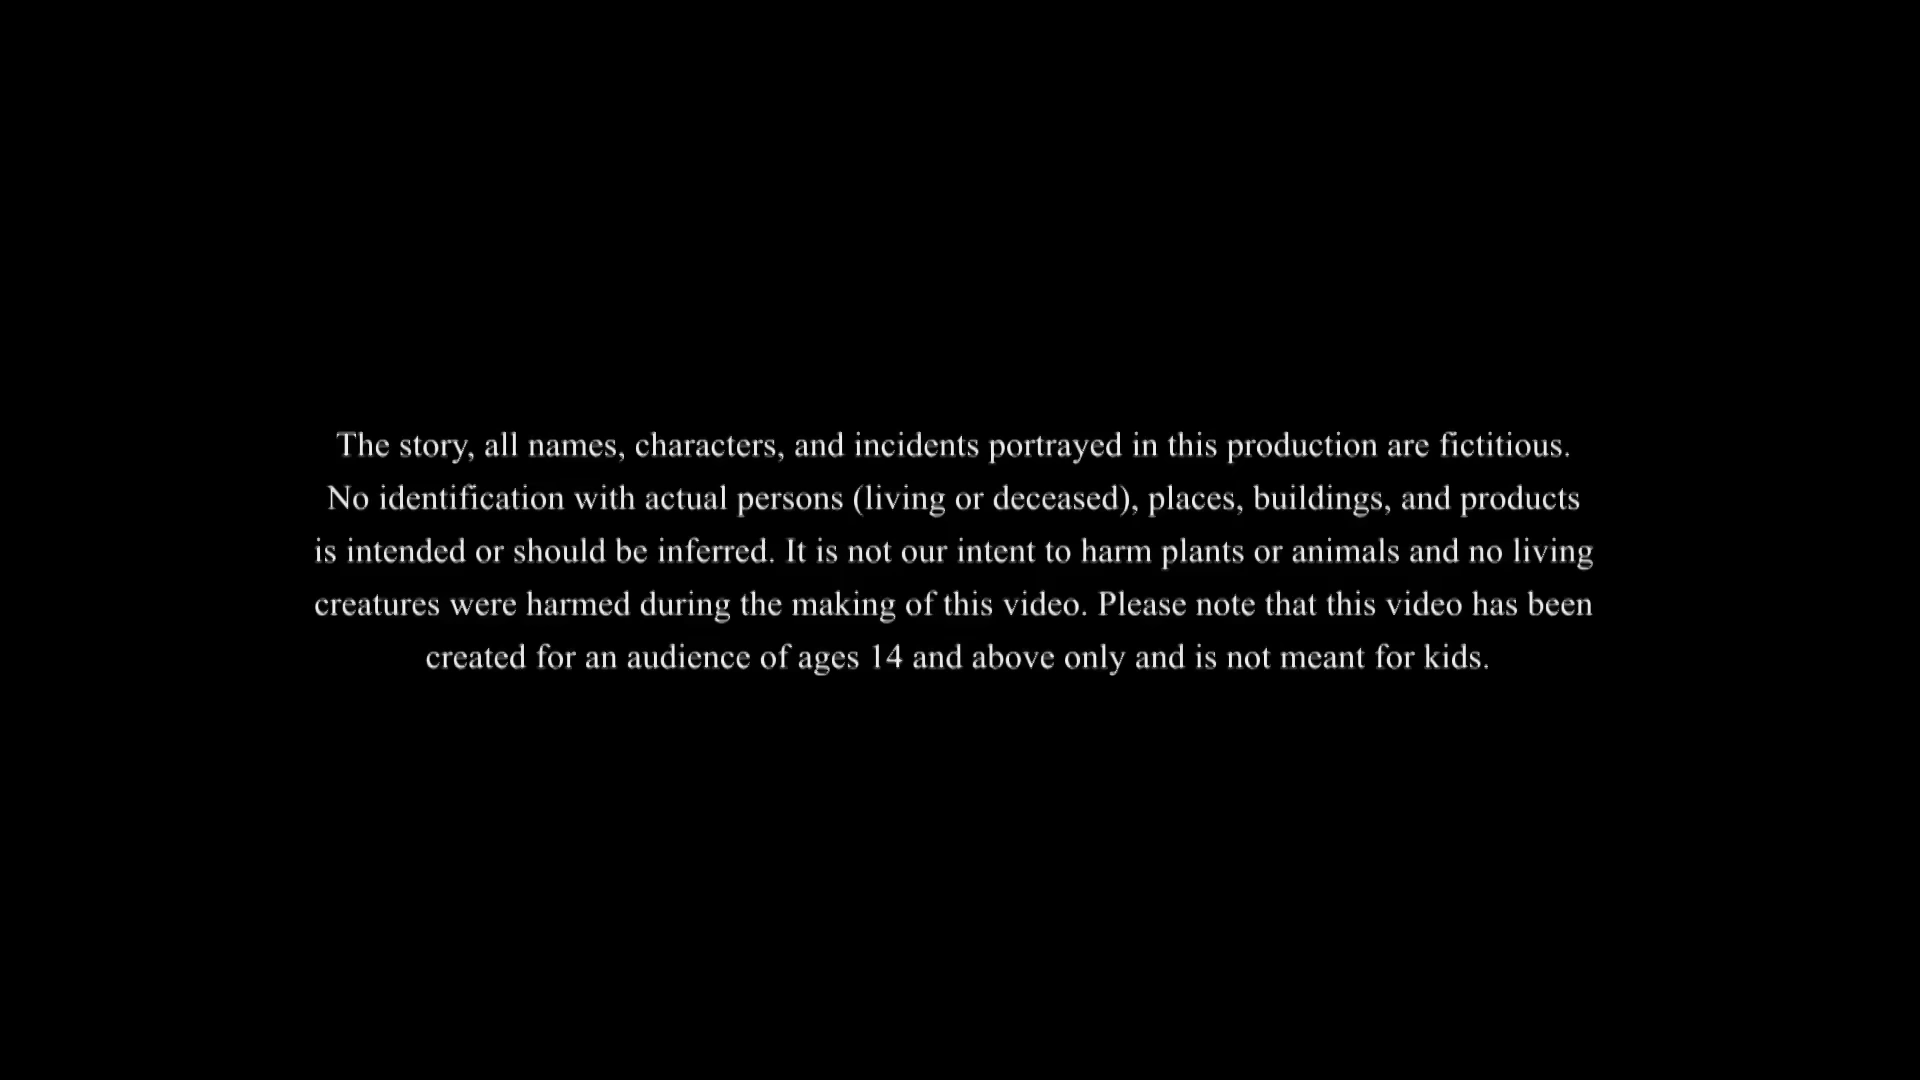 The story, all names, characters, and incidents portrayed in this production are fictitious.
No identification with actual persons (living or deceased), places, buildings, and products
is intended or should be inferred. It is not our intent to harm plants or animals and no living
creatures were harmed during the making of this video. Please note that this video has been
created for an audience of ages 14 and above only and is not meant for kids.